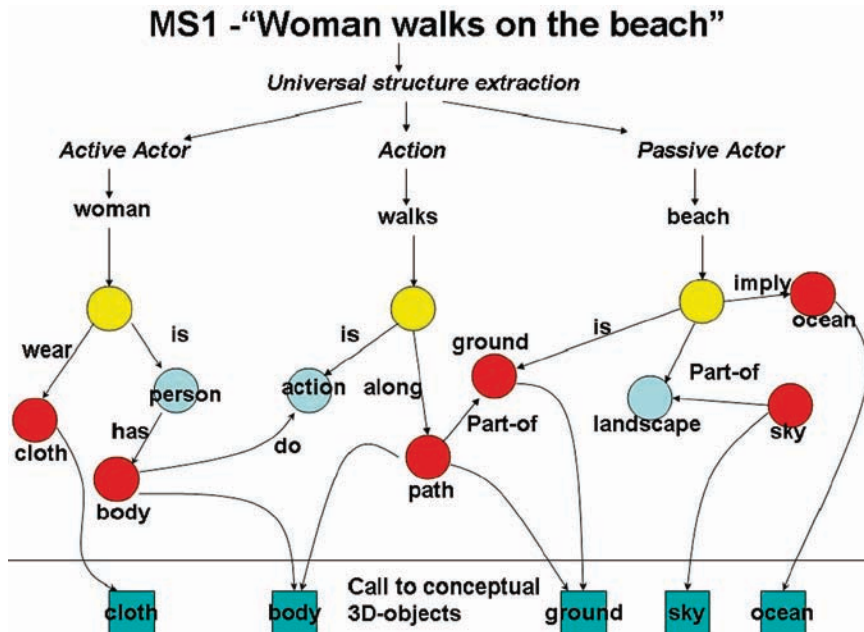 MS1 -“Woman walks on the beach”
Universal structure extraction
Active Actor
Action
Passive Actor
woman
walks
beach
imply
ocean
is
is
is
ground
wear
person
action
along
Part-of
landscape
sky
cloth
has
do
Part-of
path
body
Call to conceptual
3D-objects
cloth
body
ground
sky
ocean